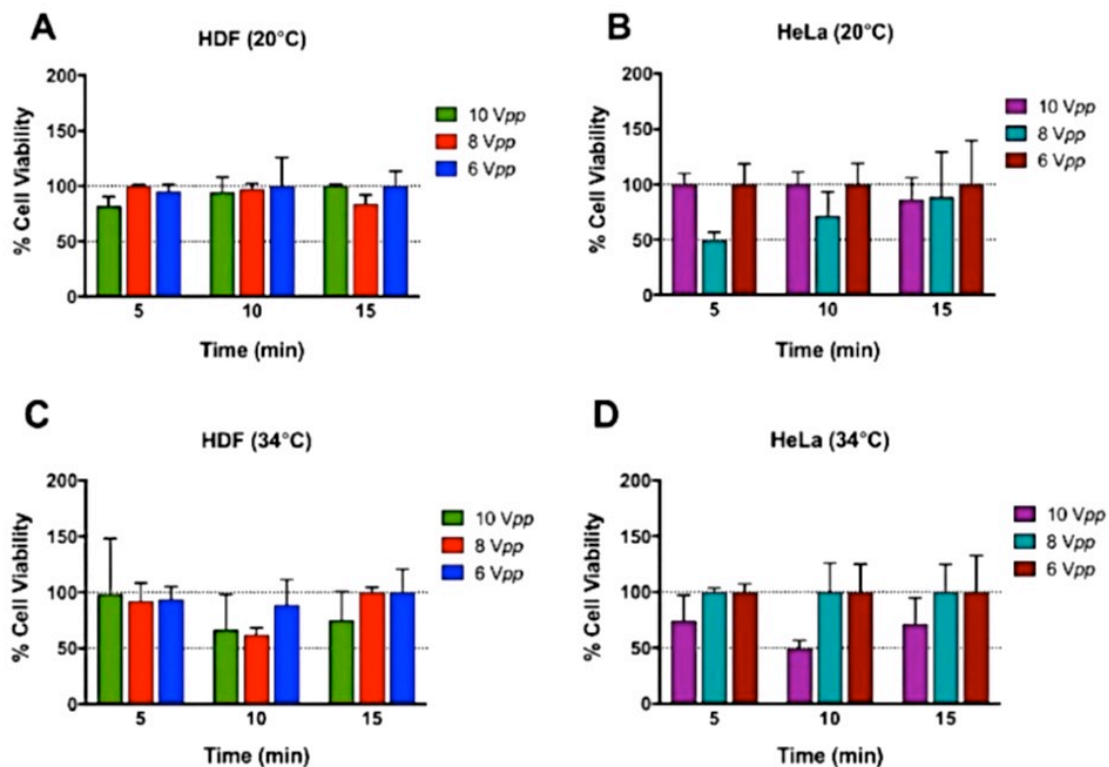 A
HDF (20°C)
% Cell Viability
200
150
100
50
0
5 10 15
Time (min)
10 Vpp
8 Vpp
6 Vpp
B
HeLa (20°C)
% Cell Viability
200
150
100
50
0
5 10 15
Time (min)
10 Vpp
8 Vpp
6 Vpp
C
HDF (34°C)
% Cell Viability
200
150
100
50
0
5 10 15
Time (min)
10 Vpp
8 Vpp
6 Vpp
D
HeLa (34°C)
% Cell Viability
200
150
100
50
0
5 10 15
Time (min)
10 Vpp
8 Vpp
6 Vpp